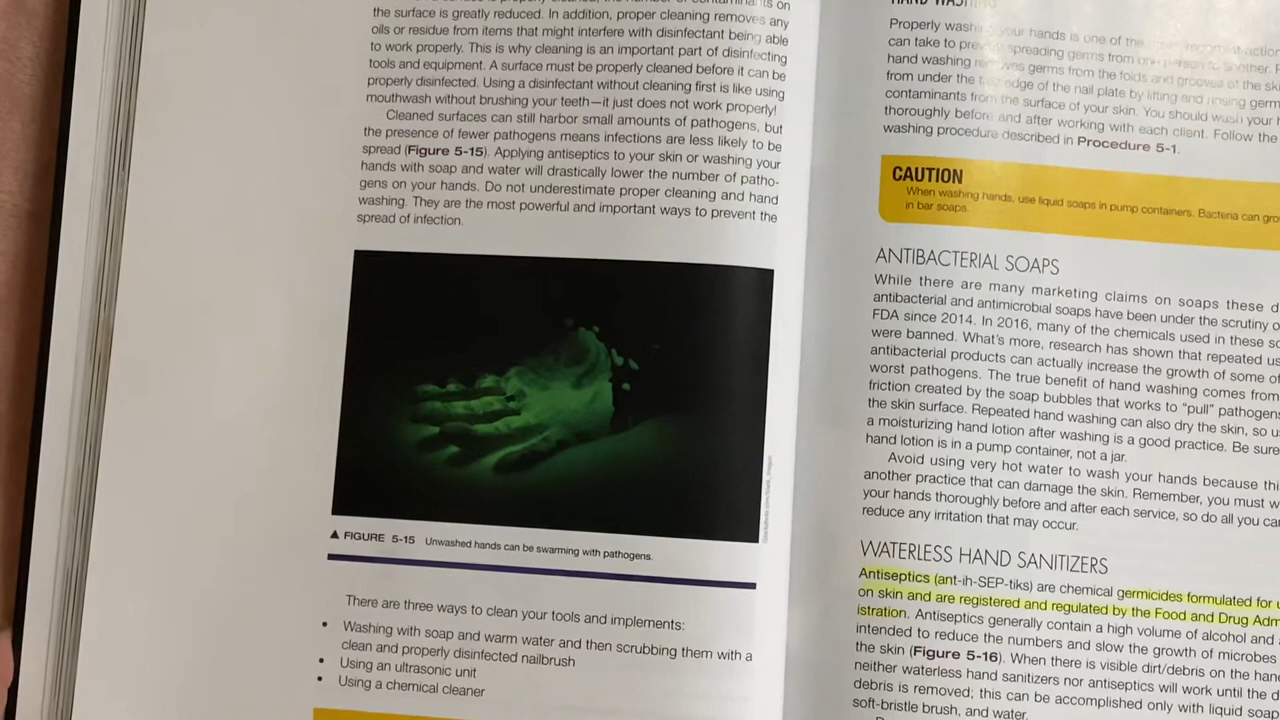 the surface is greatly reduced. In addition, proper cleaning removes any
oils or residue from items that might interfere with disinfectant being able
to work properly. This is why cleaning is an important part of disinfecting
tools and equipment. A surface must be properly cleaned before it can be
properly disinfected. Using a disinfectant without cleaning first is like using
mouthwash without brushing your teeth—it just does not work properly!
Cleaned surfaces can still harbor small amounts of pathogens, but
the presence of fewer pathogens means infections are less likely to be
spread (Figure 5-15). Applying antiseptics to your skin or washing your
hands with soap and water will drastically lower the number of patho-
gens on your hands. Do not underestimate proper cleaning and hand
washing. They are the most powerful and important ways to prevent the
spread of infection.
▲ FIGURE 5-15 Unwashed hands can be swarming with pathogens.
There are three ways to clean your tools and implements:
• Washing with soap and warm water and then scrubbing them with a
clean and properly disinfected nailbrush
• Using an ultrasonic unit
• Using a chemical cleaner
HAND WASHING
Properly washing your hands is one of the important
can take to prevent spreading germs from one person to another.
hand washing removes germs from the folds and grooves of the
from under the free edge of the nail plate by lifting and rinsing
contaminants from the surface of your skin. You should wash your
thoroughly before and after working with each client. Follow the
washing procedure described in Procedure 5-1.
CAUTION
When washing hands, use liquid soaps in pump containers. Bacteria can
in bar soaps.
ANTIBACTERIAL SOAPS
While there are many marketing claims on soaps these
antibacterial and antimicrobial soaps have been under the scrutiny
FDA since 2014. In 2016, many of the chemicals used in these
were banned. What's more, research has shown that repeated
antibacterial products can actually increase the growth of some
worst pathogens. The true benefit of hand washing comes from
friction created by the soap bubbles that works to "pull"
the skin surface. Repeated hand washing can also dry the skin, so
a moisturizing hand lotion after washing is a good practice. Be sure
hand lotion is in a pump container, not a jar.
Avoid using very hot water to wash your hands because
another practice that can damage the skin. Remember, you must
your hands thoroughly before and after each service, so do all you
reduce any irritation that may occur.
WATERLESS HAND SANITIZERS
Antiseptics (ant-ih-SEP-tiks) are chemical germicides formulated for
on skin and are registered and regulated by the Food and Drug
istration. Antiseptics generally contain a high volume of alcohol and
intended to reduce the numbers and slow the growth of microbes
the skin (Figure 5-16). When there is visible dirt/debris on the
neither waterless hand sanitizers nor antiseptics will work until the
debris is removed; this can be accomplished only with liquid
soft-bristle brush, and water.